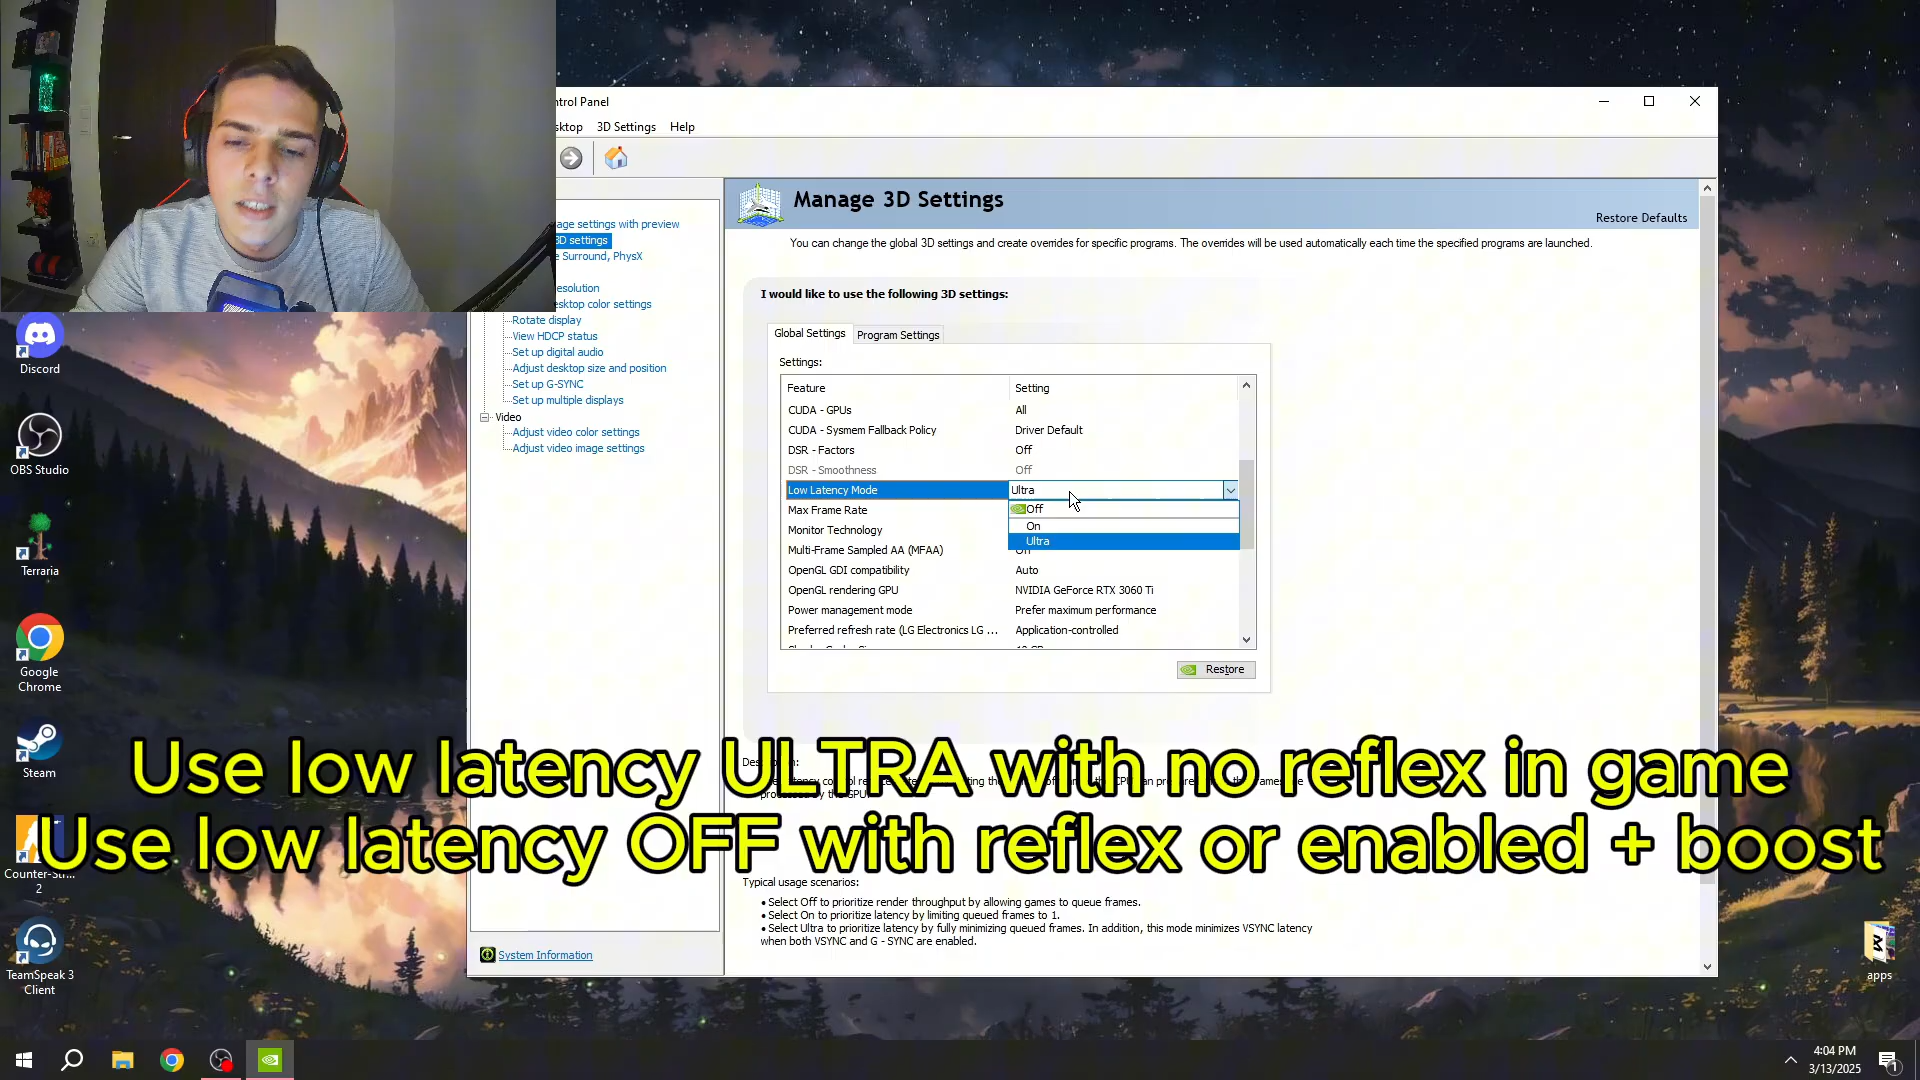 ntrol Panel
sktop 3D Settings Help
age settings with preview
3D settings
Surround, PhysX
esolution
esktop color settings
Rotate display
View HDCP status
Set up digital audio
Adjust desktop size and position
Set up G-SYNC
Set up multiple displays
Video
Adjust video color settings
Adjust video image settings
System Information
Manage 3D Settings
Restore Defaults
You can change the global 3D settings and create overrides for specific programs. The overrides will be used automatically each time the specified programs are launched.
I would like to use the following 3D settings:
Global Settings Program Settings
Settings:
Feature Setting
CUDA - GPUs All
CUDA - Sysmem Fallback Policy Driver Default
DSR - Factors Off
DSR - Smoothness Off
Low Latency Mode Ultra
Off
On
Ultra
Max Frame Rate
Monitor Technology
Multi-Frame Sampled AA (MFAA) Off
OpenGL GDI compatibility Auto
OpenGL rendering GPU NVIDIA GeForce RTX 3060 Ti
Power management mode Prefer maximum performance
Preferred refresh rate (LG Electronics LG ... Application-controlled
Restore
Use low latency ULTRA with no reflex in game
Use low latency OFF with reflex or enabled + boost
Typical usage scenarios:
• Select Off to prioritize render throughput by allowing games to queue frames.
• Select On to prioritize latency by limiting queued frames to 1.
• Select Ultra to prioritize latency by fully minimizing queued frames. In addition, this mode minimizes VSYNC latency
when both VSYNC and G - SYNC are enabled.
Discord
OBS Studio
Terraria
Google
Chrome
Steam
Counter-Str...
2
TeamSpeak 3
Client
apps
4:04 PM
3/13/2025
1